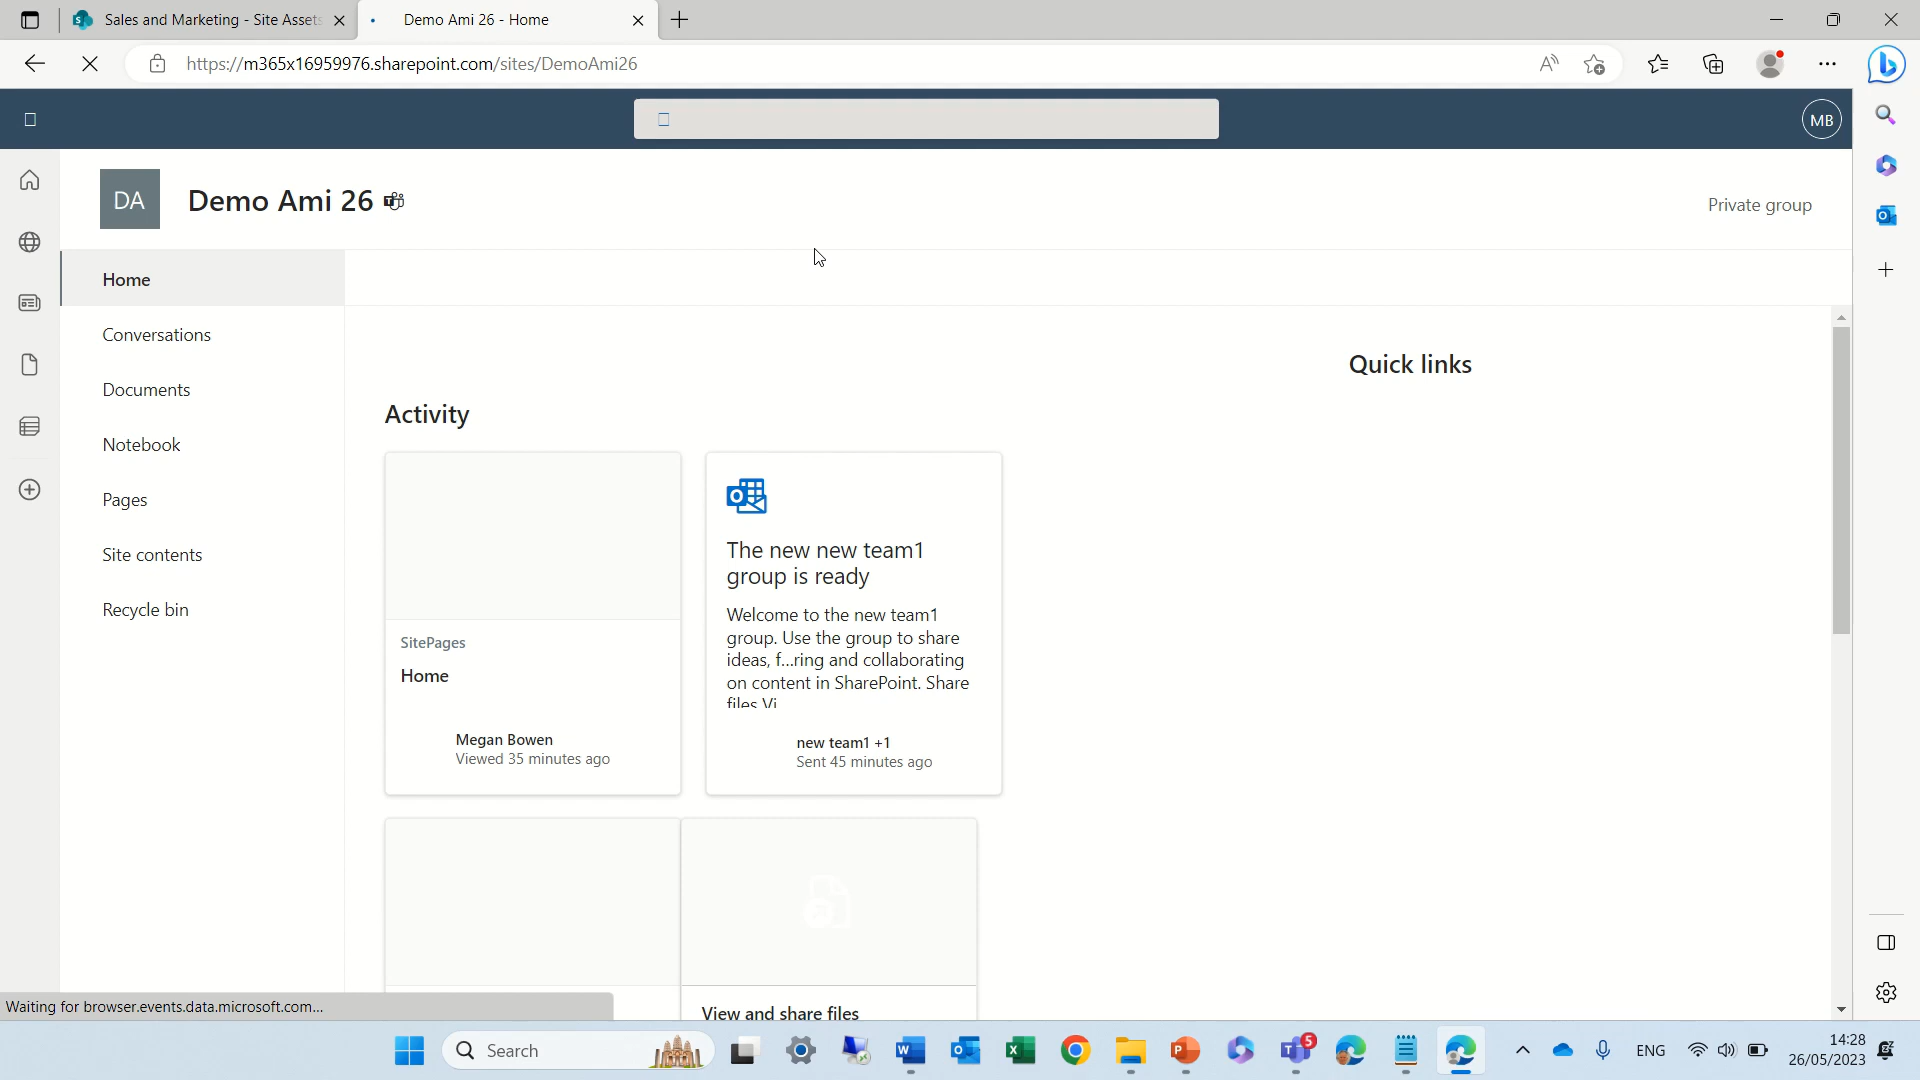 Sales and Marketing - Site Assets
Demo Ami 26 - Home
https://m365x16959976.sharepoint.com/sites/DemoAmi26
MB
DA
Demo Ami 26
Private group
Home
Conversations
Documents
Notebook
Pages
Site contents
Recycle bin
Quick links
Activity
SitePages
Home
Megan Bowen
Viewed 35 minutes ago
The new new team1
group is ready
Welcome to the new team1
group. Use the group to share
ideas, f...ring and collaborating
on content in SharePoint. Share
files Vi
new team1 +1
Sent 45 minutes ago
View and share files
Waiting for browser.events.data.microsoft.com...
Search
5
ENG
14:28
26/05/2023